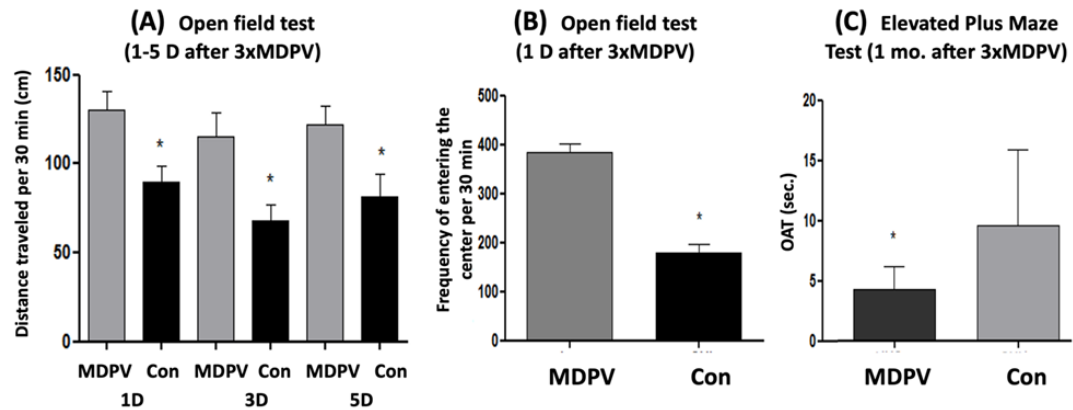 (A) Open field test
(1-5 D after 3xMDPV)
Distance traveled per 30 min (cm)
150
100
50
0
*
*
*
MDPV Con MDPV Con MDPV Con
1D 3D 5D
(B) Open field test
(1 D after 3xMDPV)
Frequency of entering the
center per 30 min
500
400
300
200
100
0
*
MDPV Con
(C) Elevated Plus Maze
Test (1 mo. after 3xMDPV)
OAT (sec.)
20
15
10
5
0
*
MDPV Con